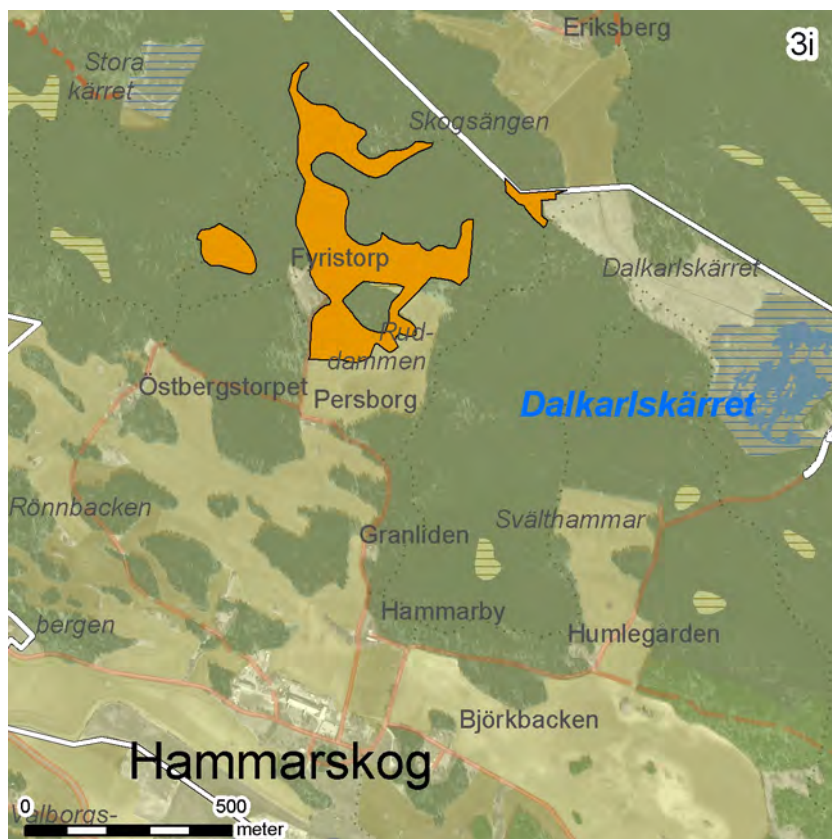 Eriksberg
3i
Stora
kärret
Skogsängen
Fyristorp
Dalkarlskärret
Rud-
dammen
Östbergstorpet
Persborg
Dalkarlskärret
Rönnbacken
Svälthammar
Granliden
Hammarby
bergen
Humlegarden
Björkbacken
Hammarskog
Valborgs-
0 500
meter